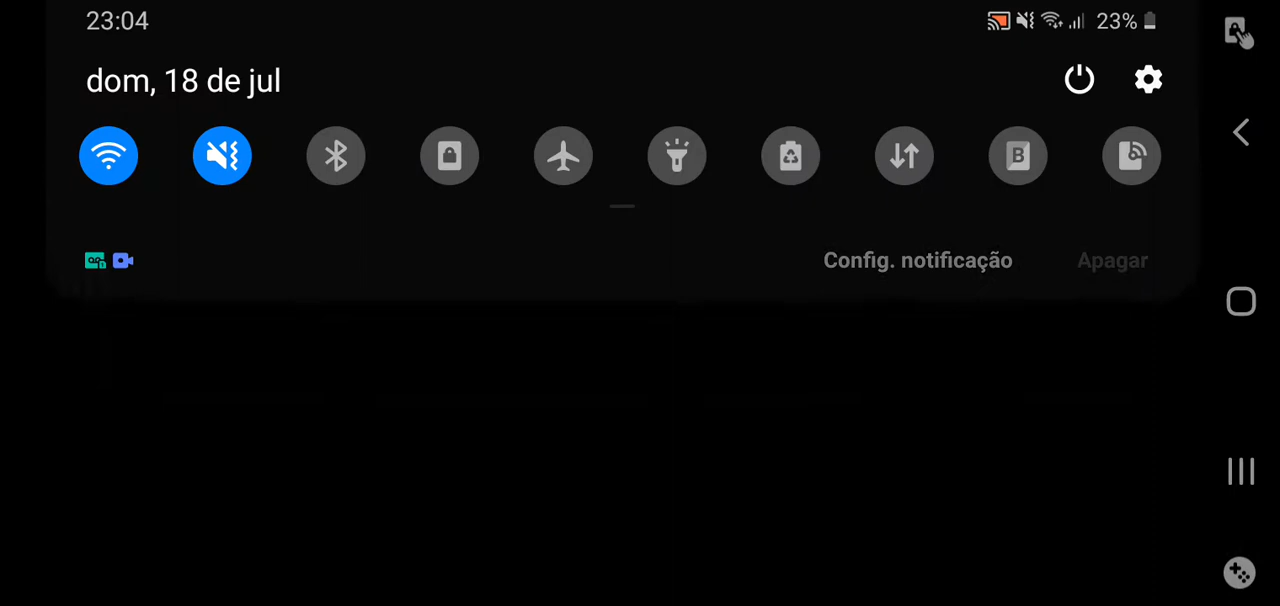 23:04
23%
dom, 18 de jul
Config. notificação
Apagar